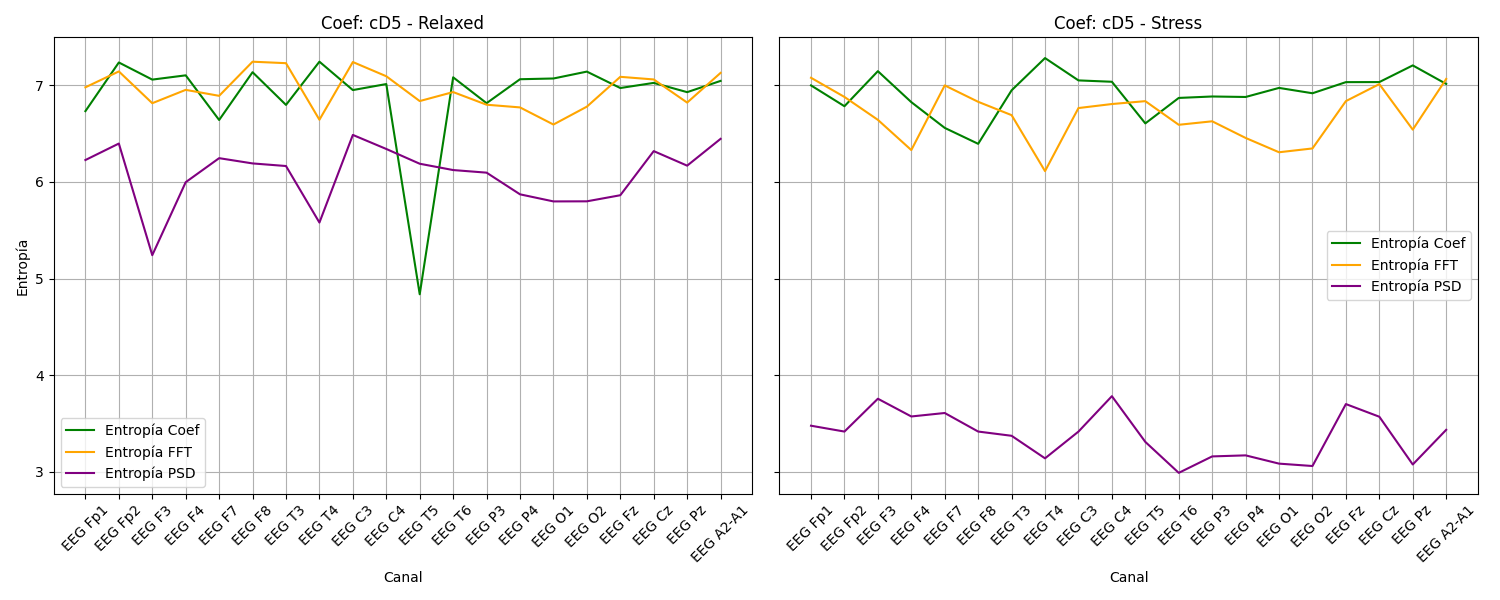 Coef: cD5 - Relaxed
Entropía
7
6
5
4
3
Entropía Coef
Entropía FFT
Entropía PSD
EEG Fp1
EEG Fp2
EEG F3
EEG F4
EEG F7
EEG F8
EEG T3
EEG T4
EEG C3
EEG C4
EEG T5
EEG T6
EEG P3
EEG P4
EEG O1
EEG O2
EEG Fz
EEG Cz
EEG Pz
EEG A2-A1
Canal
Coef: cD5 - Stress
Entropía Coef
Entropía FFT
Entropía PSD
EEG Fp1
EEG Fp2
EEG F3
EEG F4
EEG F7
EEG F8
EEG T3
EEG T4
EEG C3
EEG C4
EEG T5
EEG T6
EEG P3
EEG P4
EEG O1
EEG O2
EEG Fz
EEG Cz
EEG Pz
EEG A2-A1
Canal